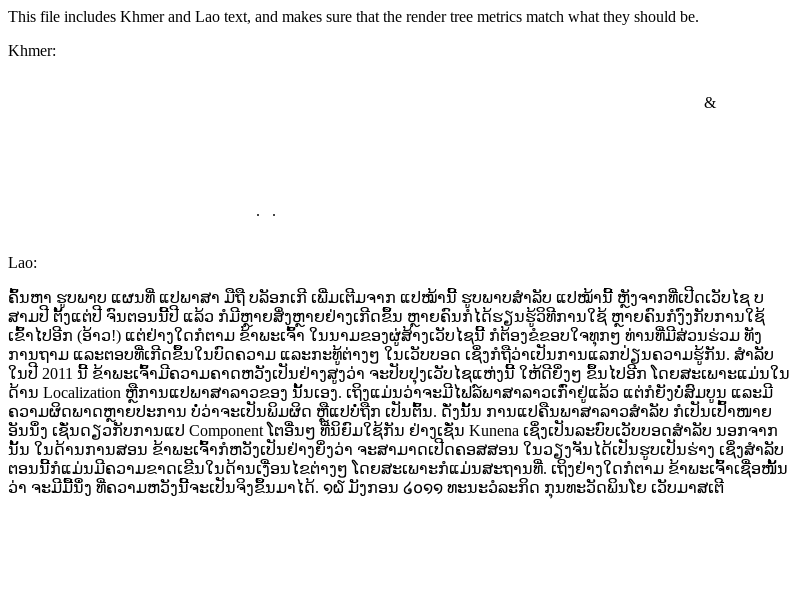 This file includes Khmer and Lao text, and makes sure that the render tree metrics match what they should be.
Khmer:
&
. .
Lao:
ຄົ້ນຫາ ຮູບພາບ ແຜນທີ່ ແປພາສາ ມືຖື ບລັອກເກີ ເພີ່ມເຕີມຈາກ ແປໜ້ານີ້ ຮູບພາບສຳລັບ ແປໜ້ານີ້ ຫຼັງຈາກທີ່ເປີດເວັບໄຊ ບ
ສາມປີ ຕັ້ງແຕ່ປີ ຈົນຕອນນີ້ປີ ແລ້ວ ກໍມີຫຼາຍສິ່ງຫຼາຍຢ່າງເກີດຂຶ້ນ ຫຼາຍຄົນກໍໄດ້ຮຽນຮູ້ວິທີການໃຊ້ ຫຼາຍຄົນກໍງົງກັບການໃຊ້
ເຂົ້າໄປອີກ (ອ້າວ!) ແຕ່ຢ່າງໃດກໍຕາມ ຂ້າພະເຈົ້າ ໃນນາມຂອງຜູ້ສ້າງເວັບໄຊນີ້ ກໍຕ້ອງຂໍຂອບໃຈທຸກໆ ທ່ານທີ່ມີສ່ວນຮ່ວມ ທັງ
ການຖາມ ແລະຕອບທີ່ເກີດຂຶ້ນໃນບົດຄວາມ ແລະກະທູ້ຕ່າງໆ ໃນເວັບບອດ ເຊິ່ງກໍຖືວ່າເປັນການແລກປ່ຽນຄວາມຮູ້ກັນ. ສຳລັບ
ໃນປີ 2011 ນີ້ ຂ້າພະເຈົ້າມີຄວາມຄາດຫວັງເປັນຢ່າງສູງວ່າ ຈະປັບປຸງເວັບໄຊແຫ່ງນີ້ ໃຫ້ດີຍິ່ງໆ ຂຶ້ນໄປອີກ ໂດຍສະເພາະແມ່ນໃນ
ດ້ານ Localization ຫຼືການແປພາສາລາວຂອງ ນັ້ນເອງ. ເຖິງແມ່ນວ່າຈະມີໄຟລ໌ພາສາລາວເກົ່າຢູ່ແລ້ວ ແຕ່ກໍຍັງບໍ່ສົມບູນ ແລະມີ
ຄວາມຜິດພາດຫຼາຍປະການ ບໍ່ວ່າຈະເປັນພິມຜິດ ຫຼືແປບໍ່ຖືກ ເປັນຕົ້ນ. ດັ່ງນັ້ນ ການແປຄືນພາສາລາວສຳລັບ ກໍເປັນເປົ້າໝາຍ
ອັນນຶ່ງ ເຊັ່ນດຽວກັບການແປ Component ໂຕອື່ນໆ ທີ່ນິຍົມໃຊ້ກັນ ຢ່າງເຊັ່ນ Kunena ເຊິ່ງເປັນລະບົບເວັບບອດສຳລັບ ນອກຈາກ
ນັ້ນ ໃນດ້ານການສອນ ຂ້າພະເຈົ້າກໍຫວັງເປັນຢ່າງຍິ່ງວ່າ ຈະສາມາດເປີດຄອສສອນ ໃນວຽງຈັນໄດ້ເປັນຮູບເປັນຮ່າງ ເຊິ່ງສຳລັບ
ຕອນນີ້ກໍແມ່ນມີຄວາມຂາດເຂີນໃນດ້ານເງື່ອນໄຂຕ່າງໆ ໂດຍສະເພາະກໍແມ່ນສະຖານທີ່. ເຖິງຢ່າງໃດກໍຕາມ ຂ້າພະເຈົ້າເຊື່ອໝັ້ນ
ວ່າ ຈະມີມື້ນຶ່ງ ທີ່ຄວາມຫວັງນີ້ຈະເປັນຈິງຂຶ້ນມາໄດ້. ໑໓ ມັງກອນ ໒໐໑໑ ທະນະວໍລະກິດ ກຸນທະວັດພິນໂຍ ເວັບມາສເຕີ